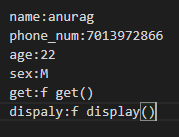 name:anurag
phone_num:7013972866
age:22
sex:M
get:f get()
dispaly:f display()